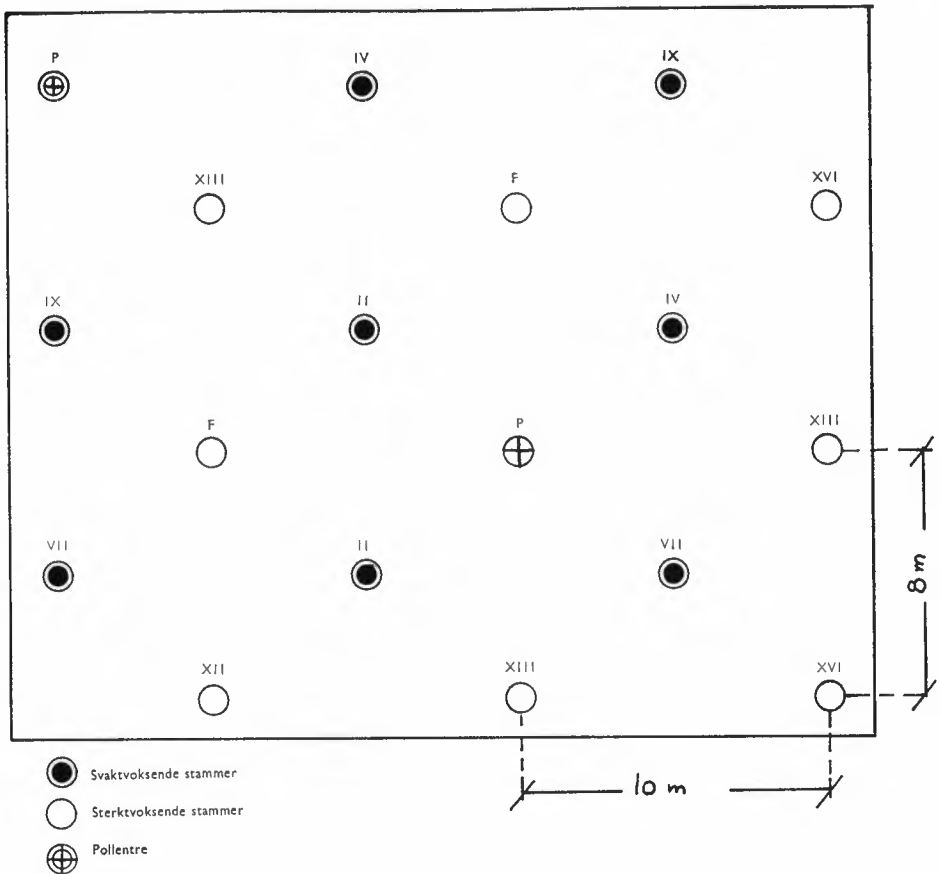 P IV IX
XIII F XVI
IX II IV
F P XIII
VII II VII
8 m
XII XIII XVI
10 m
Svaktvoksende stammer
Sterktvoksende stammer
Pollentre